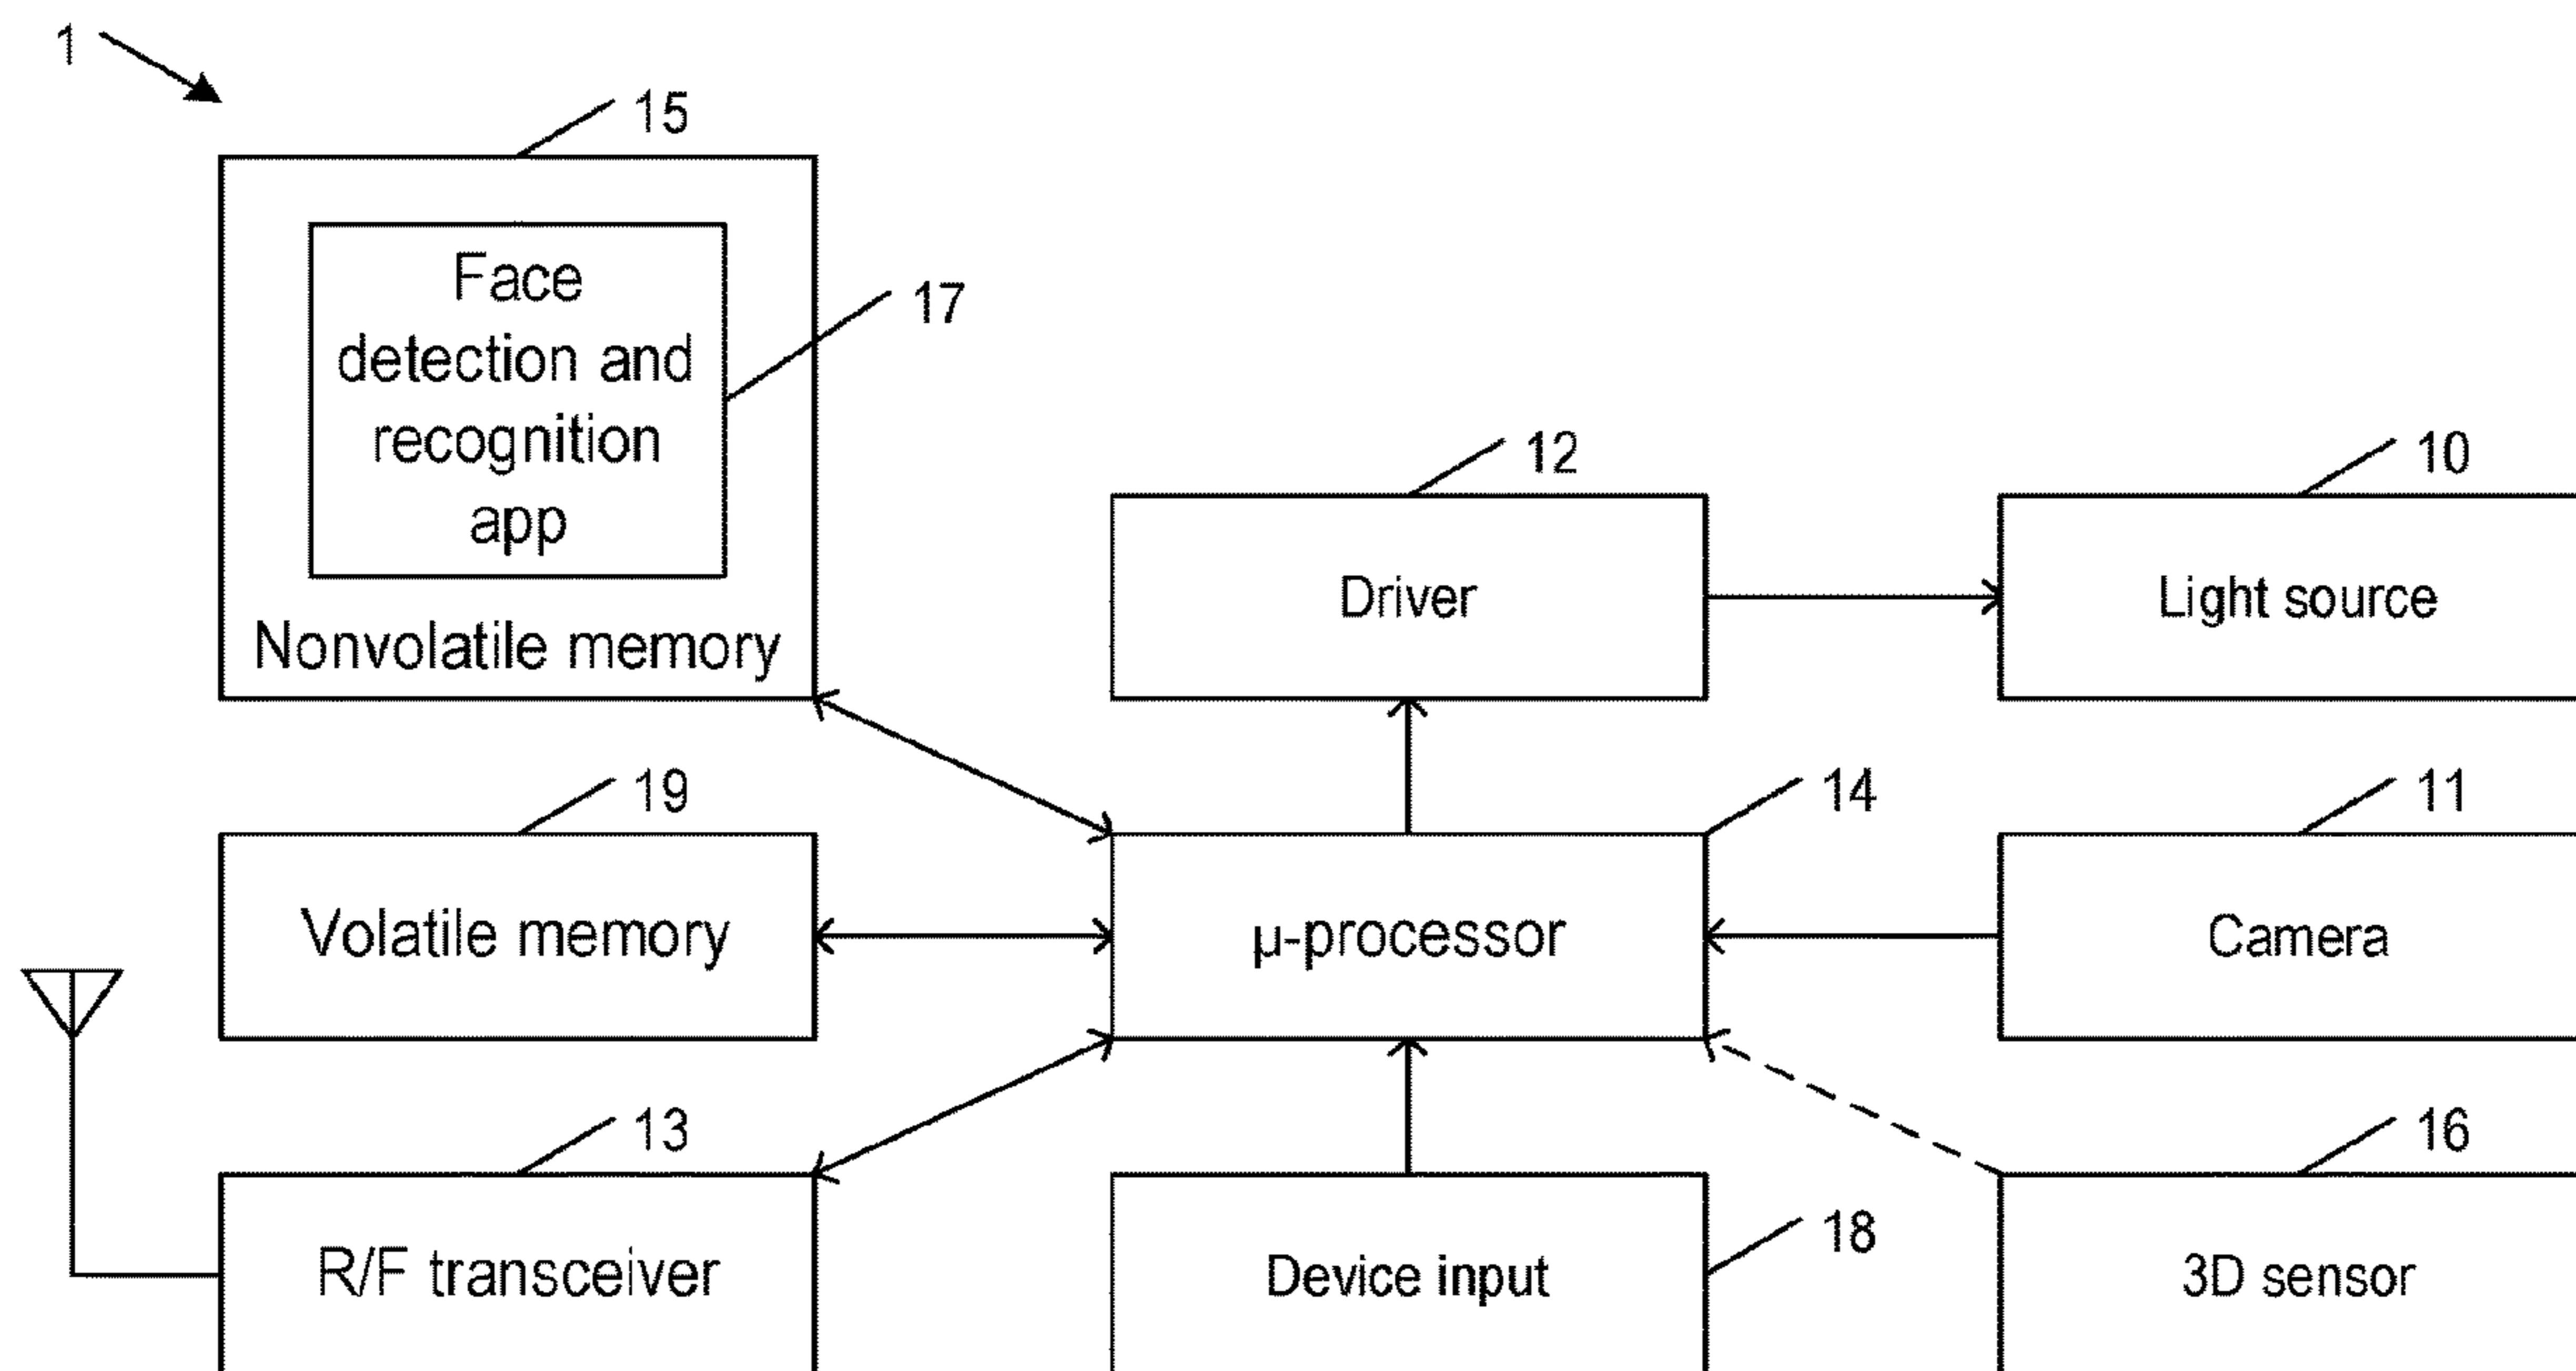 1
15
Face
detection and
recognition
app
17
Nonvolatile memory
12
Driver
10
Light source
19
Volatile memory
14
µ-processor
11
Camera
13
R/F transceiver
18
Device input
16
3D sensor